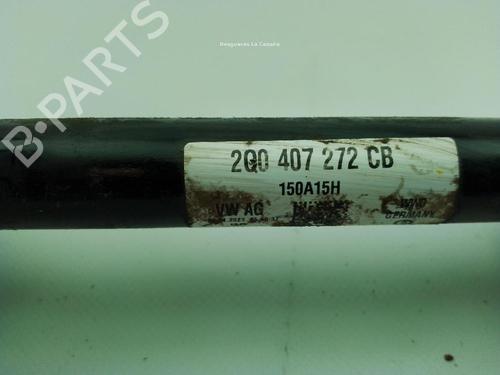 Desguaces La Cabaña
B-PARTS
2Q0 407 272 CB
150A15H
VW AG
GERMANY